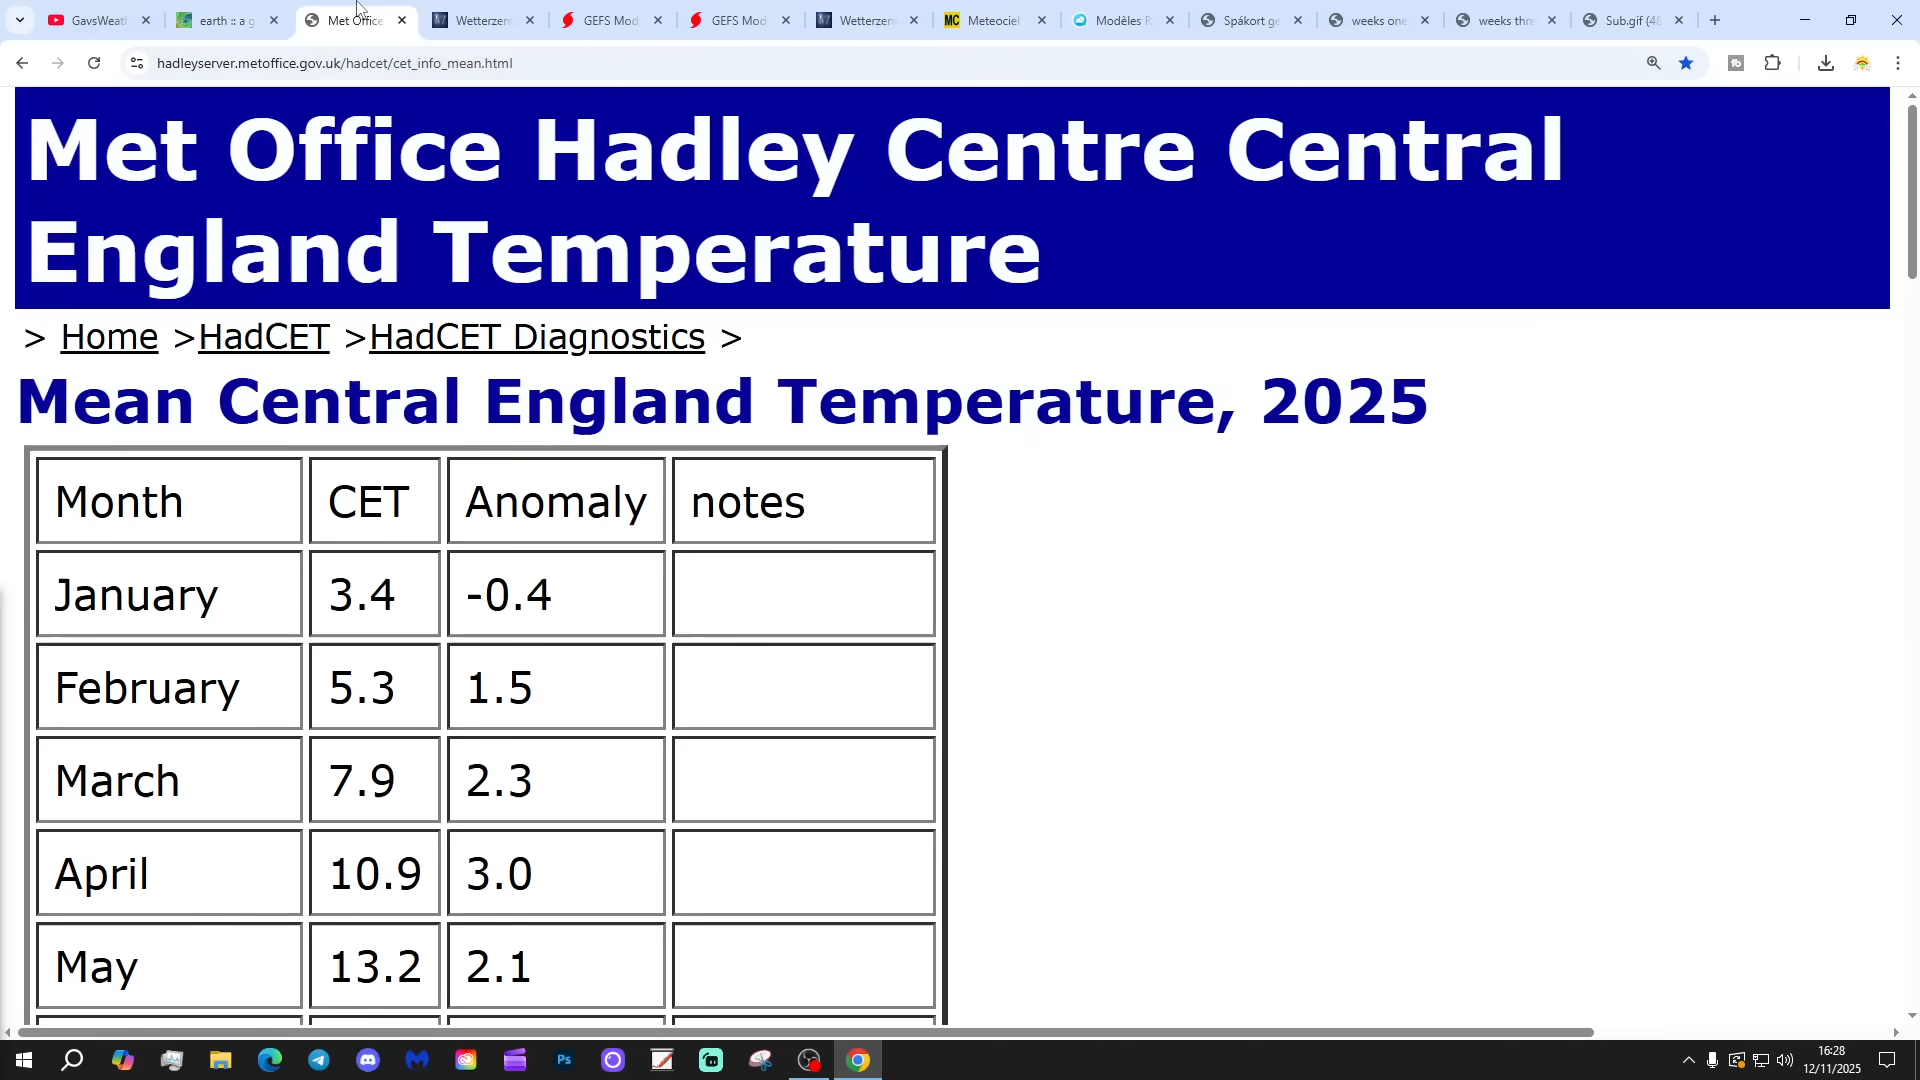 GavsWeat
earth :: a g
Met Office
Wetterzen
GEFS Mod
GEFS Mod
Wetterzen
MC Meteociel
Modèles
Spákort ge
weeks one
weeks thre
Sub.gif (48
hadleyserver.metoffice.gov.uk/hadcet/cet_info_mean.html
Met Office Hadley Centre Central
England Temperature
> Home >HadCET >HadCET Diagnostics >
Mean Central England Temperature, 2025
Month CET Anomaly notes
January 3.4 -0.4
February 5.3 1.5
March 7.9 2.3
April 10.9 3.0
May 13.2 2.1
Ps
16:28
12/11/2025